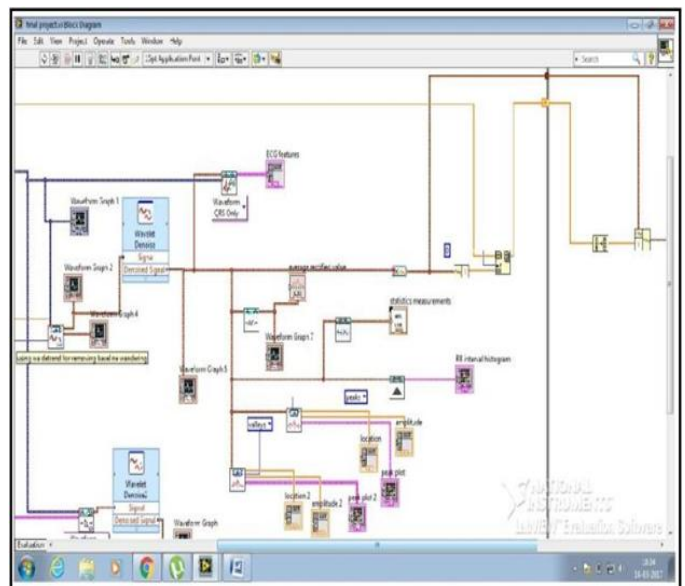 final project.vi Block Diagram
File Edit View Project Operate Tools Window Help
15pt Application Font
Search
ECG features
Waveform
QRS Only
Waveform Graph 1
Wavelet
Denoise
Signal
Denoised Signal
Waveform Graph 2
Waveform Graph 4
using wa detrend for removing baseline wandering
average rectified value
statistics measurements
Waveform Graph 7
Waveform Graph 5
RR interval histogram
peaks
valleys
amplitude
location
peak plot
location 2
amplitude 2
peak plot 2
Wavelet
Denoise2
Signal
Denoised Signal
Waveform Graph
Waveform
NATIONAL
INSTRUMENTS
LabVIEW Evaluation Software
Evaluation